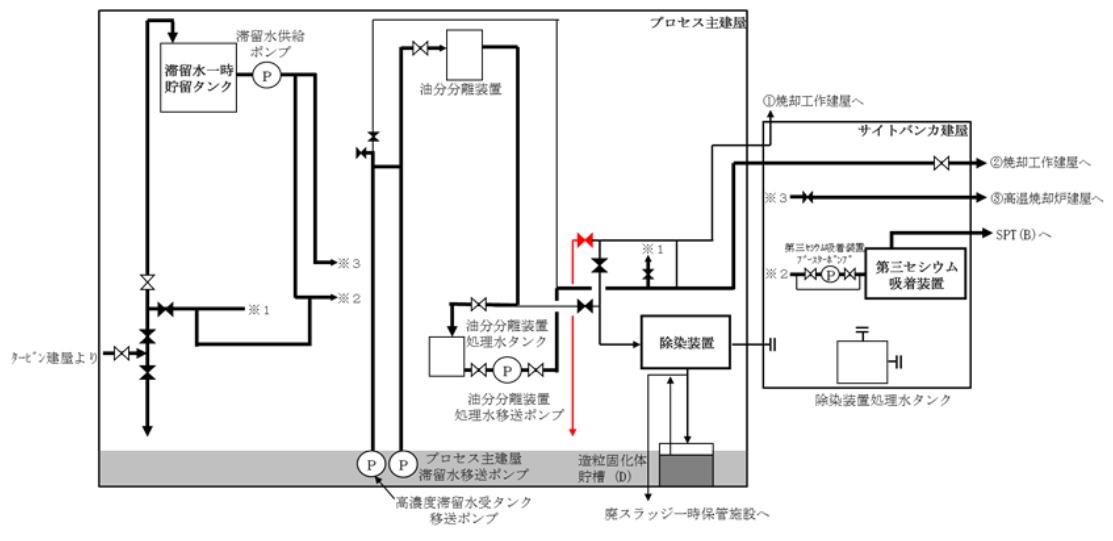 プロセス主建屋
滞留水供給
ポンプ
滞留水一時
貯留タンク
P
油分分離装置
①焼却工作建屋へ
サイトバンカ建屋
②焼却工作建屋へ
※3
③高温焼却炉建屋へ
SPT(B)へ
※1
第三セシウム吸着装置
ブースターポンプ
※2
P
第三セシウム
吸着装置
※3
※2
※1
油分分離装置
処理水タンク
除染装置
タービン建屋より
P
油分分離装置
処理水移送ポンプ
除染装置処理水タンク
P
P
プロセス主建屋
滞留水移送ポンプ
造粒固化体
貯槽(D)
高濃度滞留水受タンク
移送ポンプ
廃スラッジ一時保管施設へ